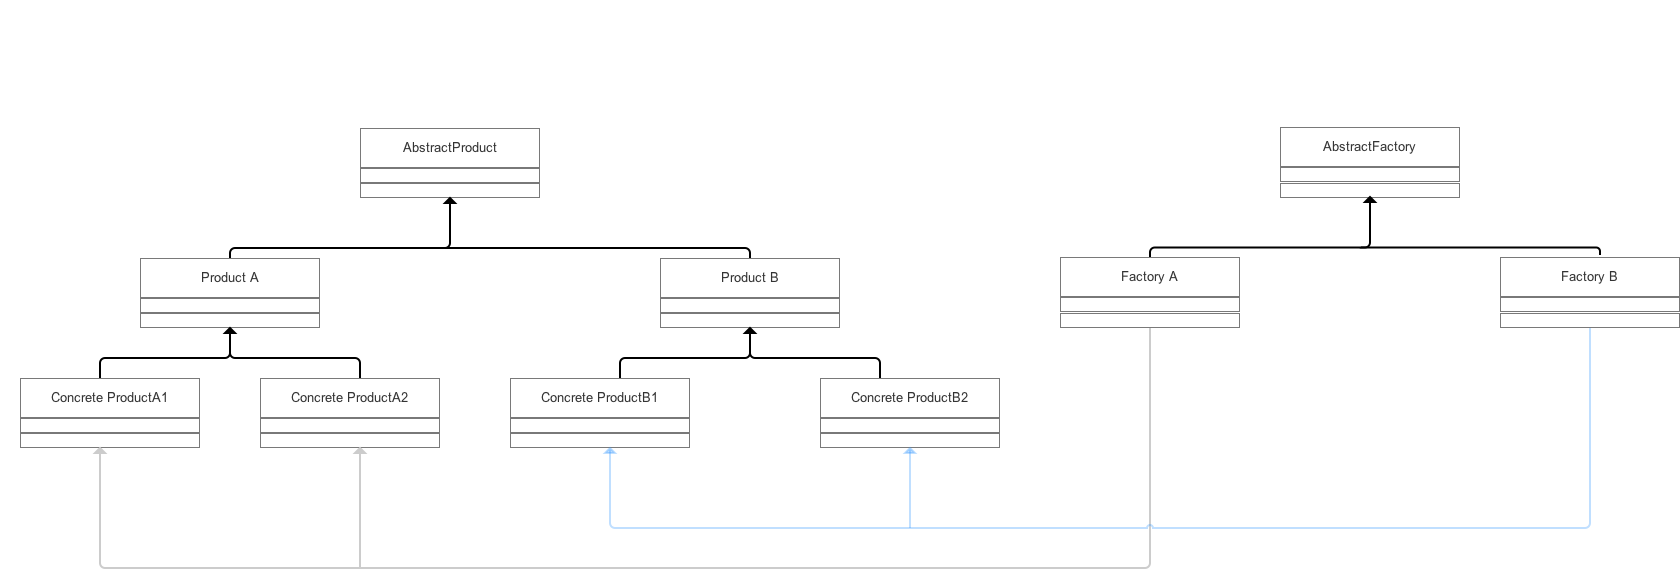 AbstractProduct
AbstractFactory
Product A
Product B
Factory A
Factory B
Concrete ProductA1
Concrete ProductA2
Concrete ProductB1
Concrete ProductB2